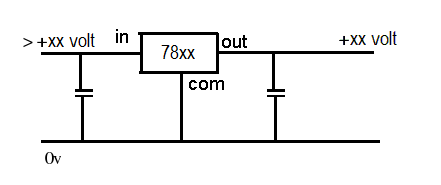 > +xx volt
in
78xx
out
+xx volt
com
0v